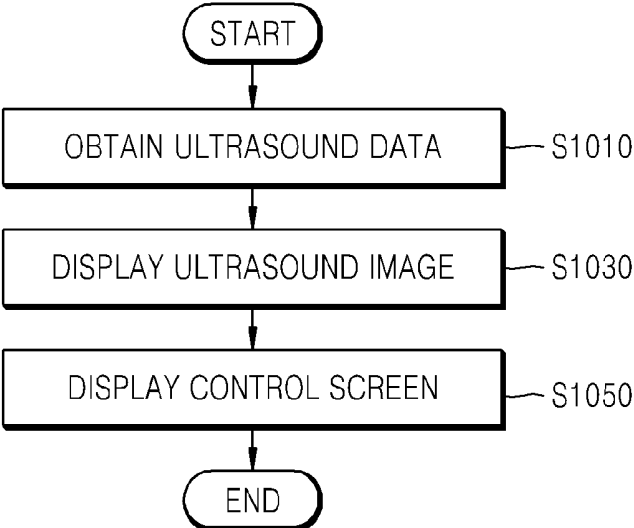 START
OBTAIN ULTRASOUND DATA
S1010
DISPLAY ULTRASOUND IMAGE
S1030
DISPLAY CONTROL SCREEN
S1050
END